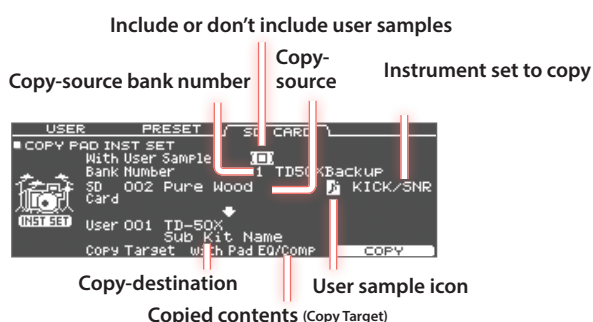 Include or don’t include user samples
Copy-source bank number
Copy-
source
Instrument set to copy
USER PRESET SD CARD
COPY PAD INST SET
With User Sample
Bank Number 1 TD50XBackup
SD 002 Pure Wood KICK/SNR
Card
INST SET
User 001 TD-50X
Sub Kit Name
Copy Target with Pad EQ/Comp COPY
Copy-destination
User sample icon
Copied contents (Copy Target)